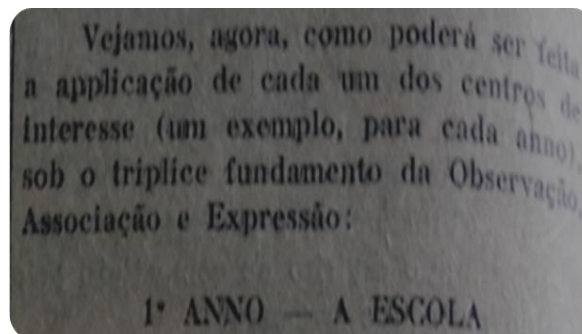 Vejamos, agora, como poderá ser feita
a applicação de cada um dos centros de
interesse (um exemplo, para cada anno),
sob o triplice fundamento da Observação,
Associação e Expressão:
1º ANNO — A ESCOLA